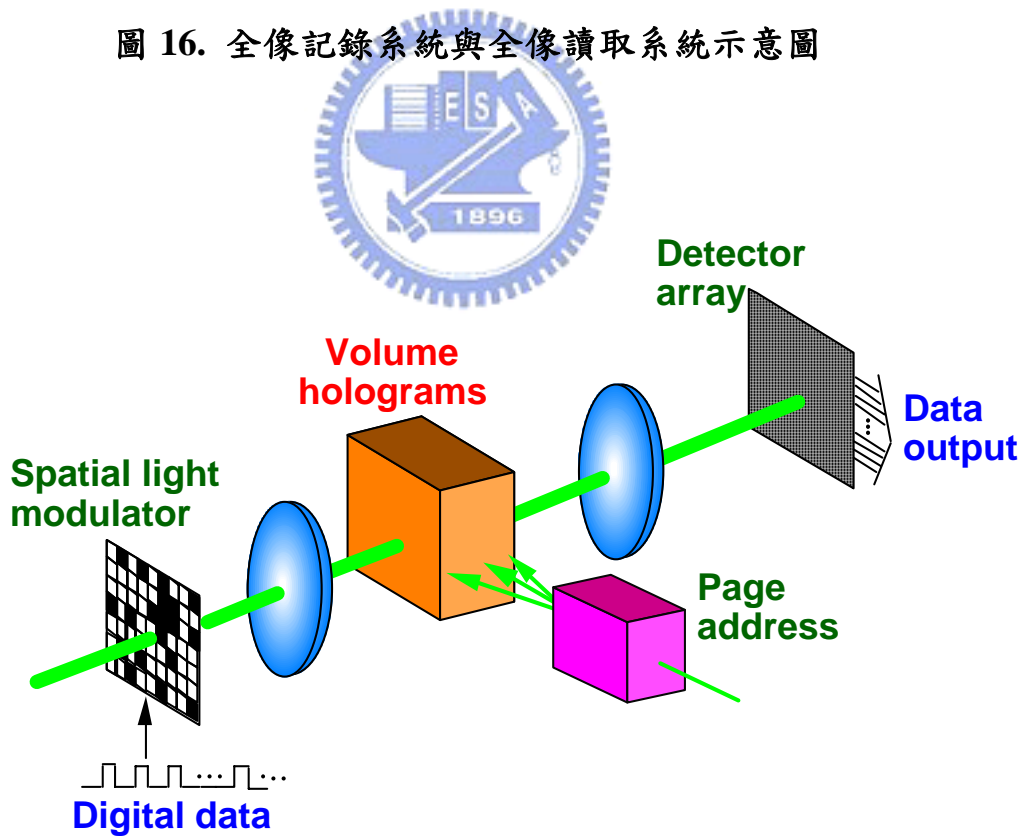 圖 16. 全像記錄系統與全像讀取系統示意圖
E S A
1896
Detector
array
Volume
holograms
Data
output
Spatial light
modulator
Page
address
Digital data